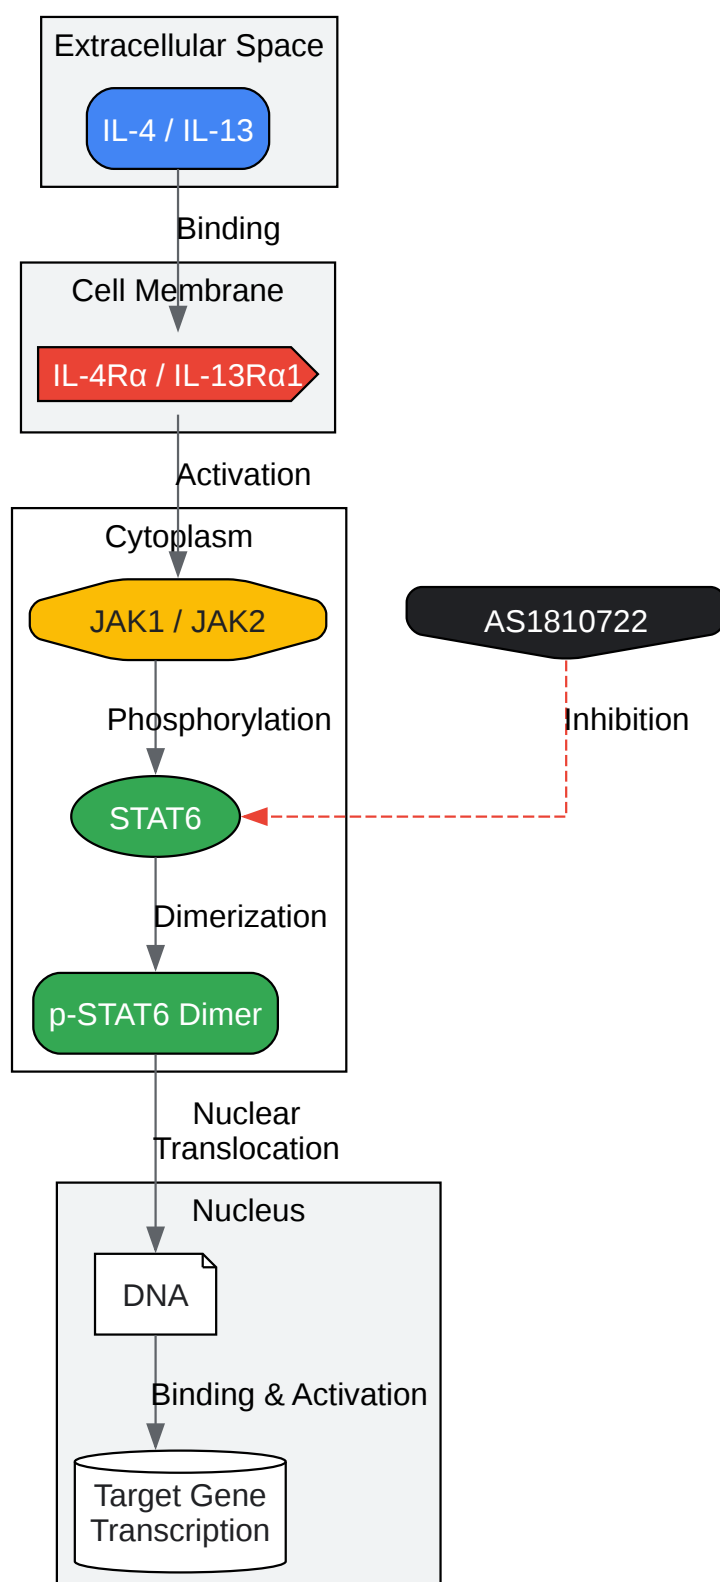 Extracellular Space
IL-4 / IL-13
Binding
Cell Membrane
IL-4Rα / IL-13Rα1
Activation
Cytoplasm
JAK1 / JAK2
AS1810722
Phosphorylation
Inhibition
STAT6
Dimerization
p-STAT6 Dimer
Nuclear
Translocation
Nucleus
DNA
Binding & Activation
Target Gene
Transcription